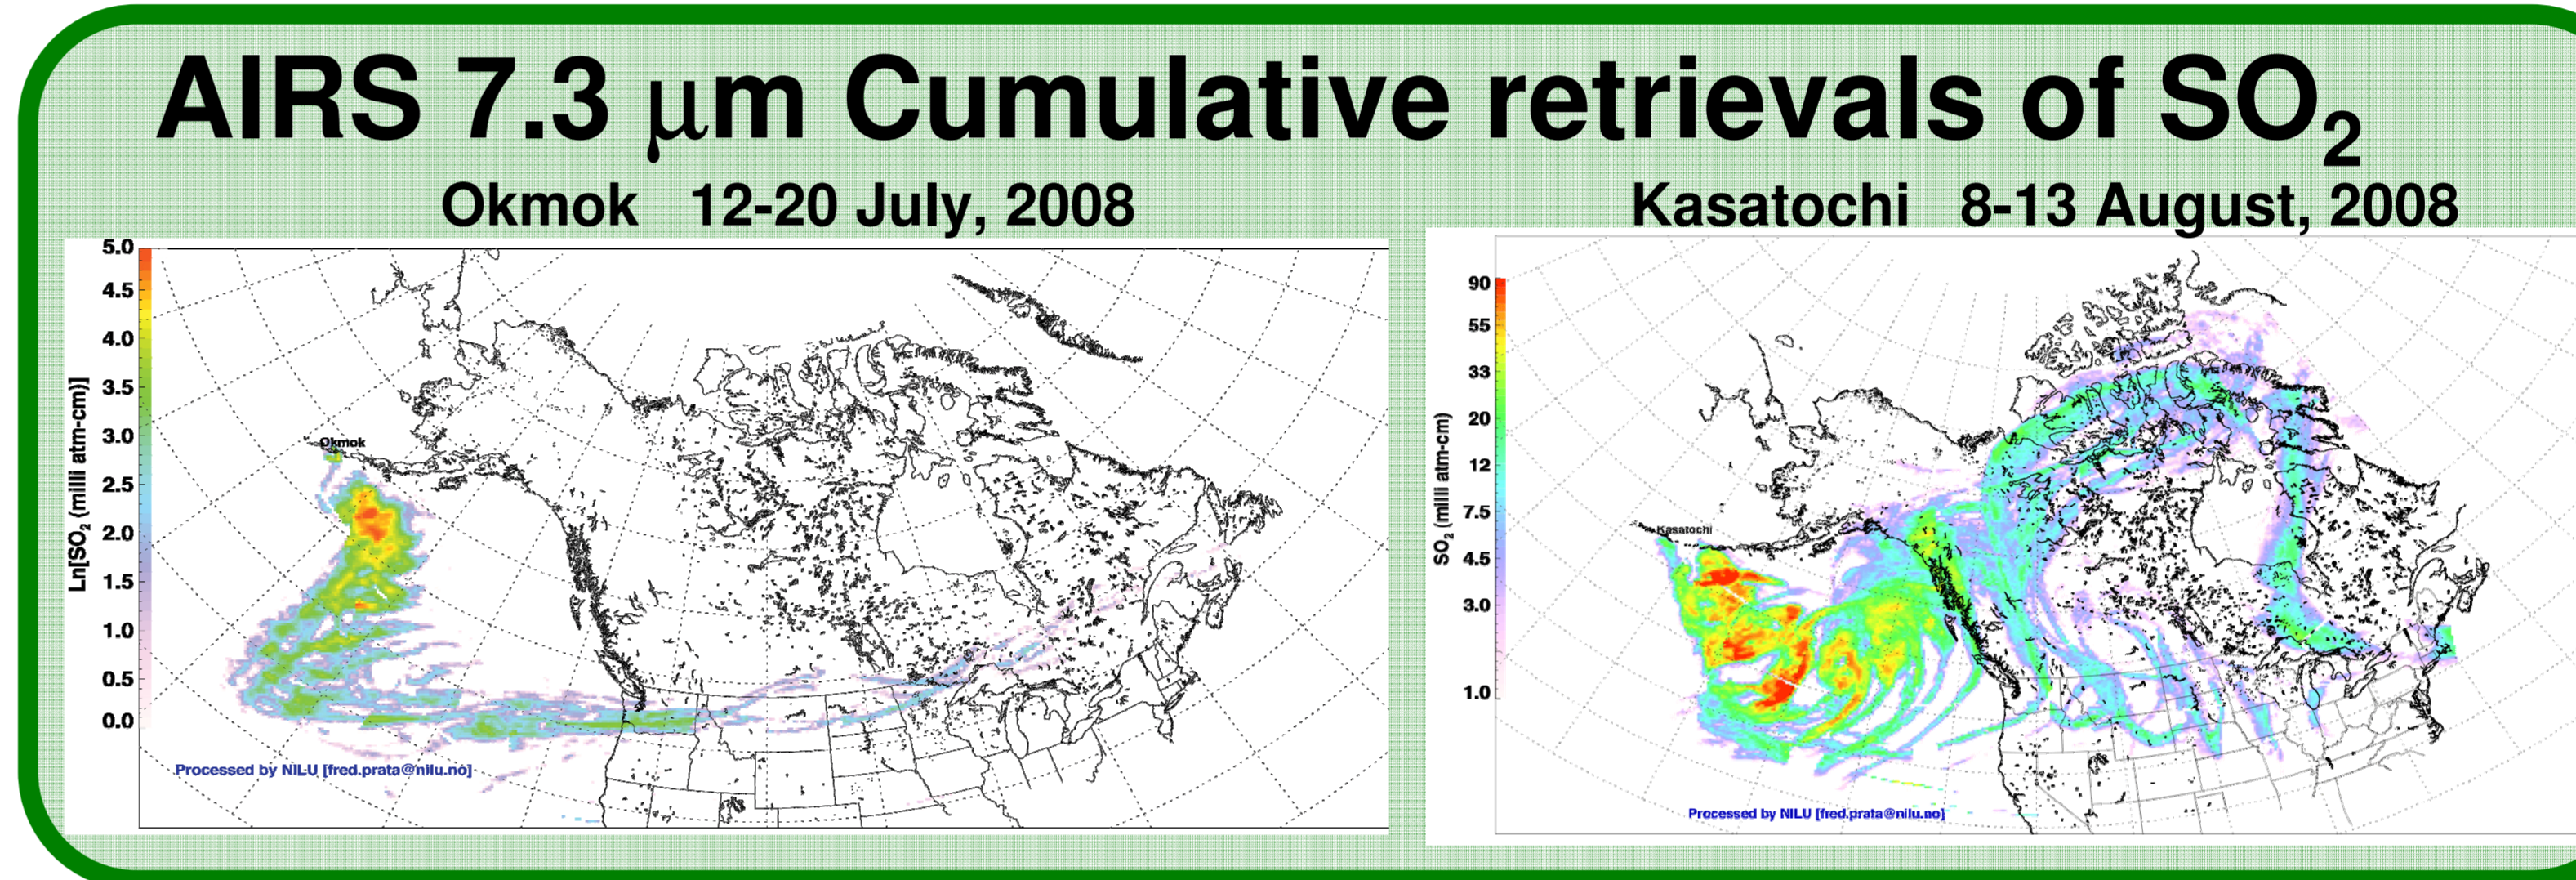 AIRS 7.3 μm Cumulative retrievals of SO₂
Okmok 12-20 July, 2008
Kasatochi 8-13 August, 2008
5.0
4.5
4.0
3.5
3.0
2.5
2.0
1.5
1.0
0.5
0.0
Ln[SO₂ (milli atm-cm)]
Okmok
Processed by NILU [fred.prata@nilu.no]
90
55
33
20
12
7.5
4.5
3.0
1.0
SO₂ (milli atm-cm)
Kasatochi
Processed by NILU [fred.prata@nilu.no]